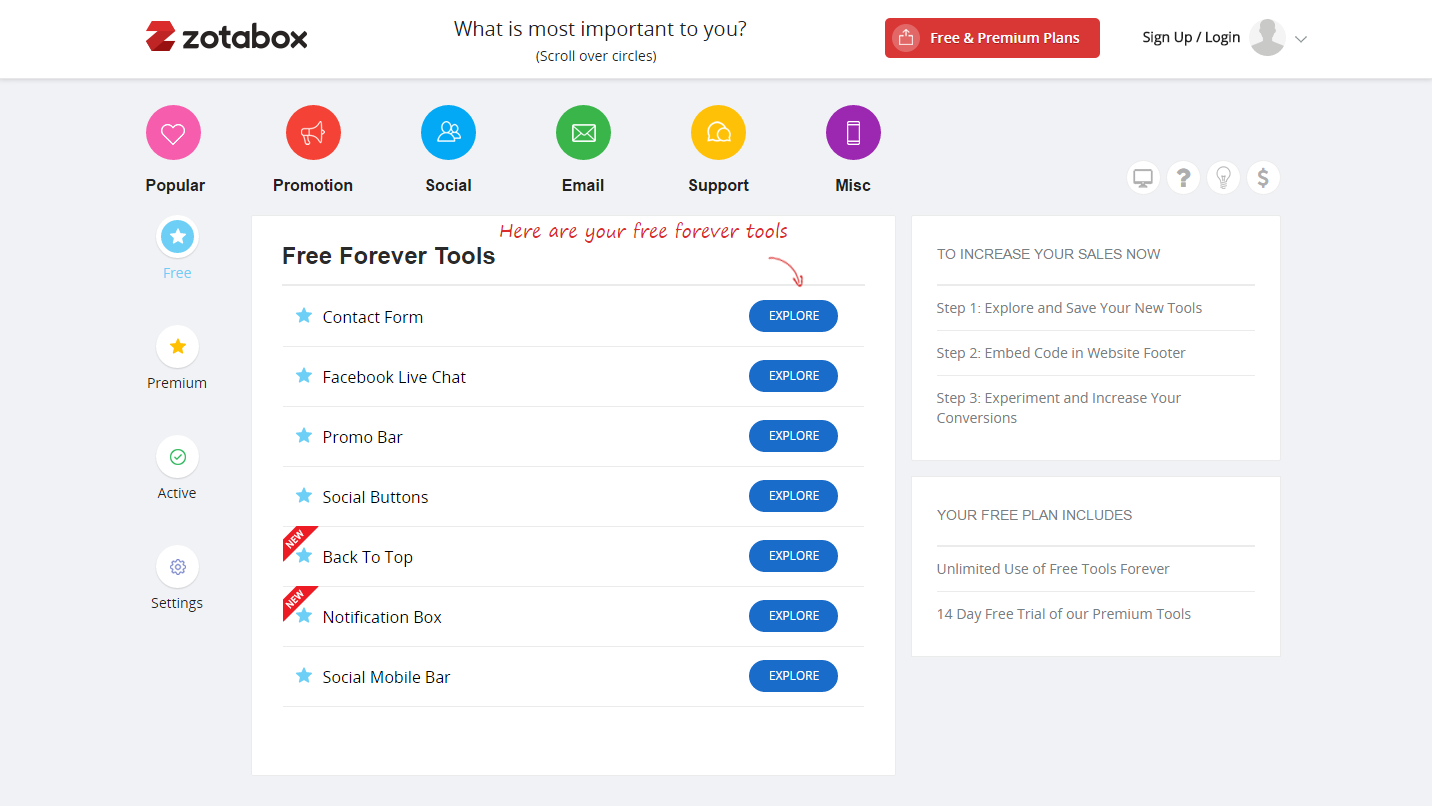 zotabox
What is most important to you?
(Scroll over circles)
Free & Premium Plans
Sign Up / Login
Popular
Promotion
Social
Email
Support
Misc
?
$
Free
Premium
Active
Settings
Here are your free forever tools
Free Forever Tools
Contact Form
EXPLORE
Facebook Live Chat
EXPLORE
Promo Bar
EXPLORE
Social Buttons
EXPLORE
NEW
Back To Top
EXPLORE
NEW
Notification Box
EXPLORE
Social Mobile Bar
EXPLORE
TO INCREASE YOUR SALES NOW
Step 1: Explore and Save Your New Tools
Step 2: Embed Code in Website Footer
Step 3: Experiment and Increase Your
Conversions
YOUR FREE PLAN INCLUDES
Unlimited Use of Free Tools Forever
14 Day Free Trial of our Premium Tools